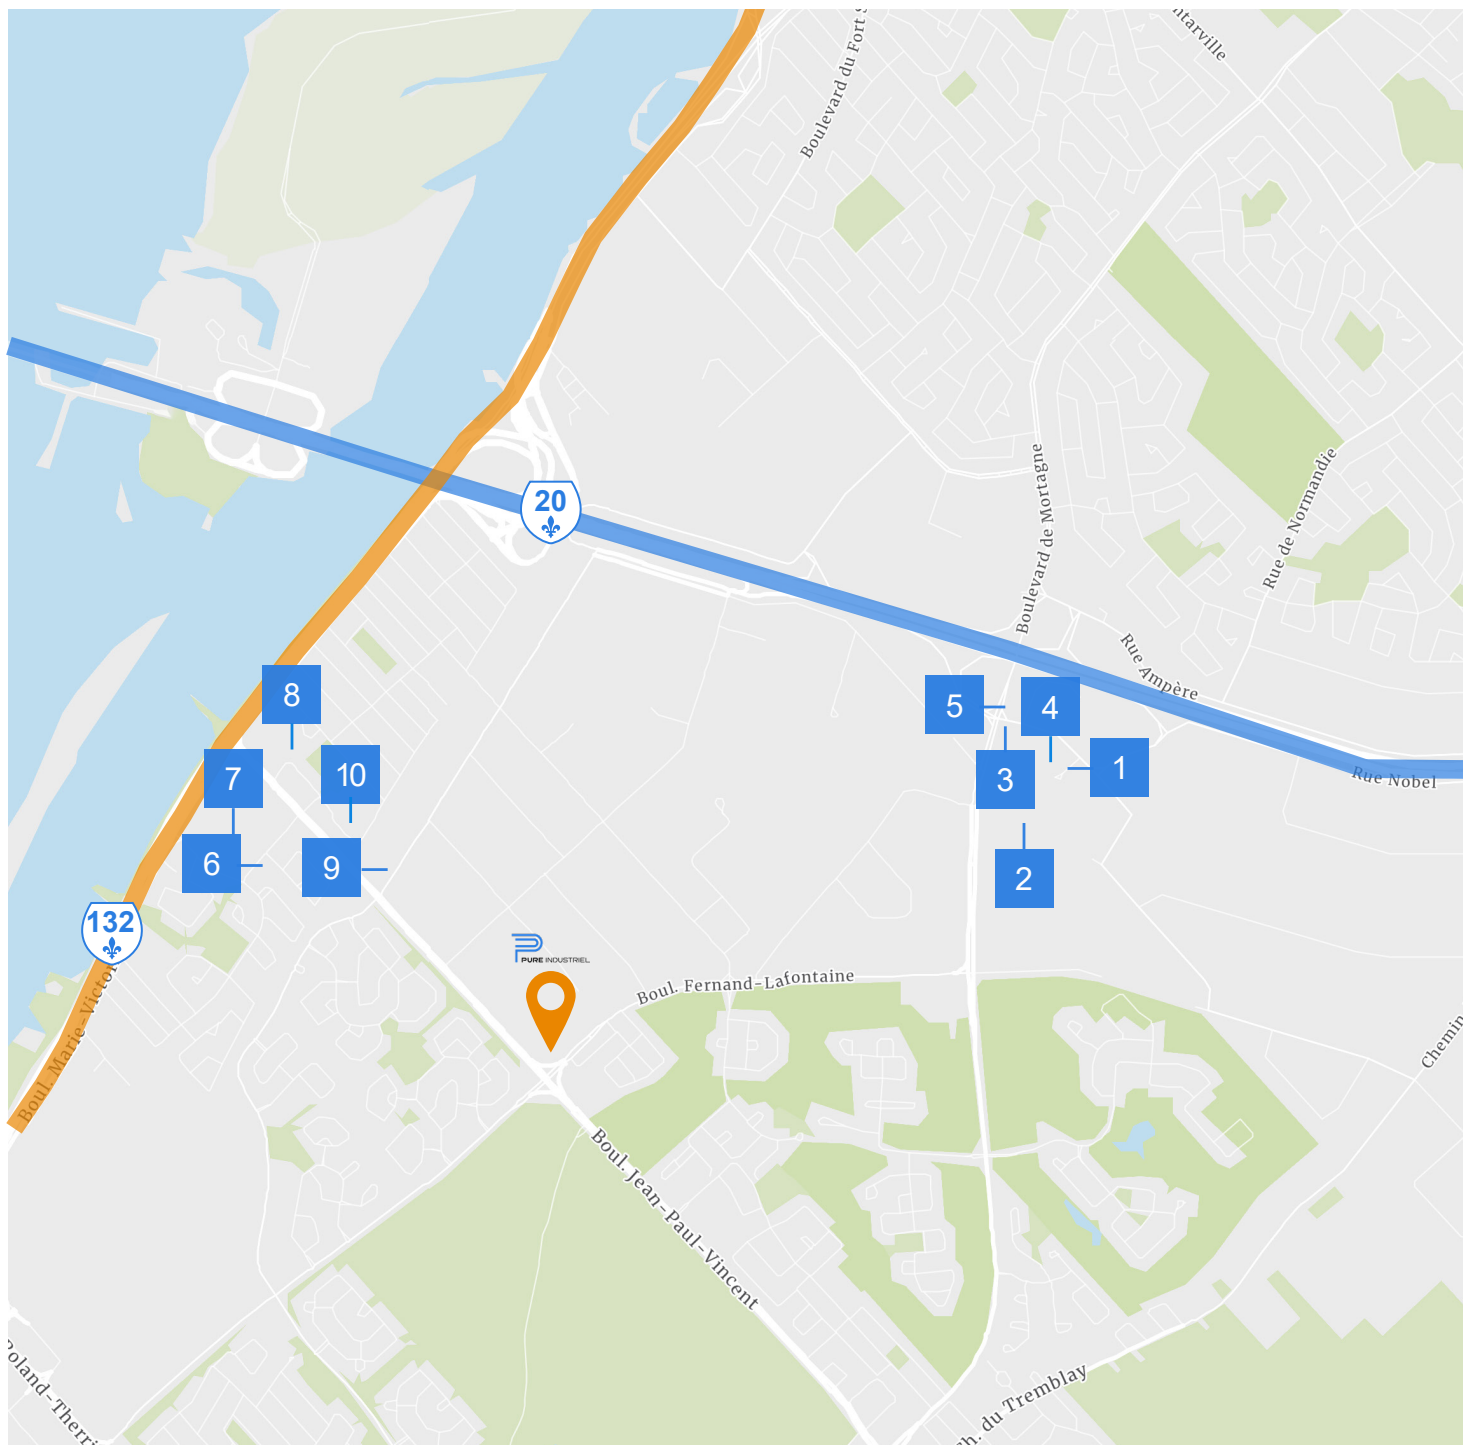 Boulevard du Fort S
ntarville
20
Boulevard de Mortagne
Rue de Normandie
Rue Ampère
8
5
4
7
10
3
1
Rue Nobel
6
9
2
132
PURE INDUSTRIEL
Boul. Marie-Victor
Boul. Fernand-Lafontaine
Chemin
Boul. Jean-Paul-Vincent
Roland-Therri
Ch. du Tremblay